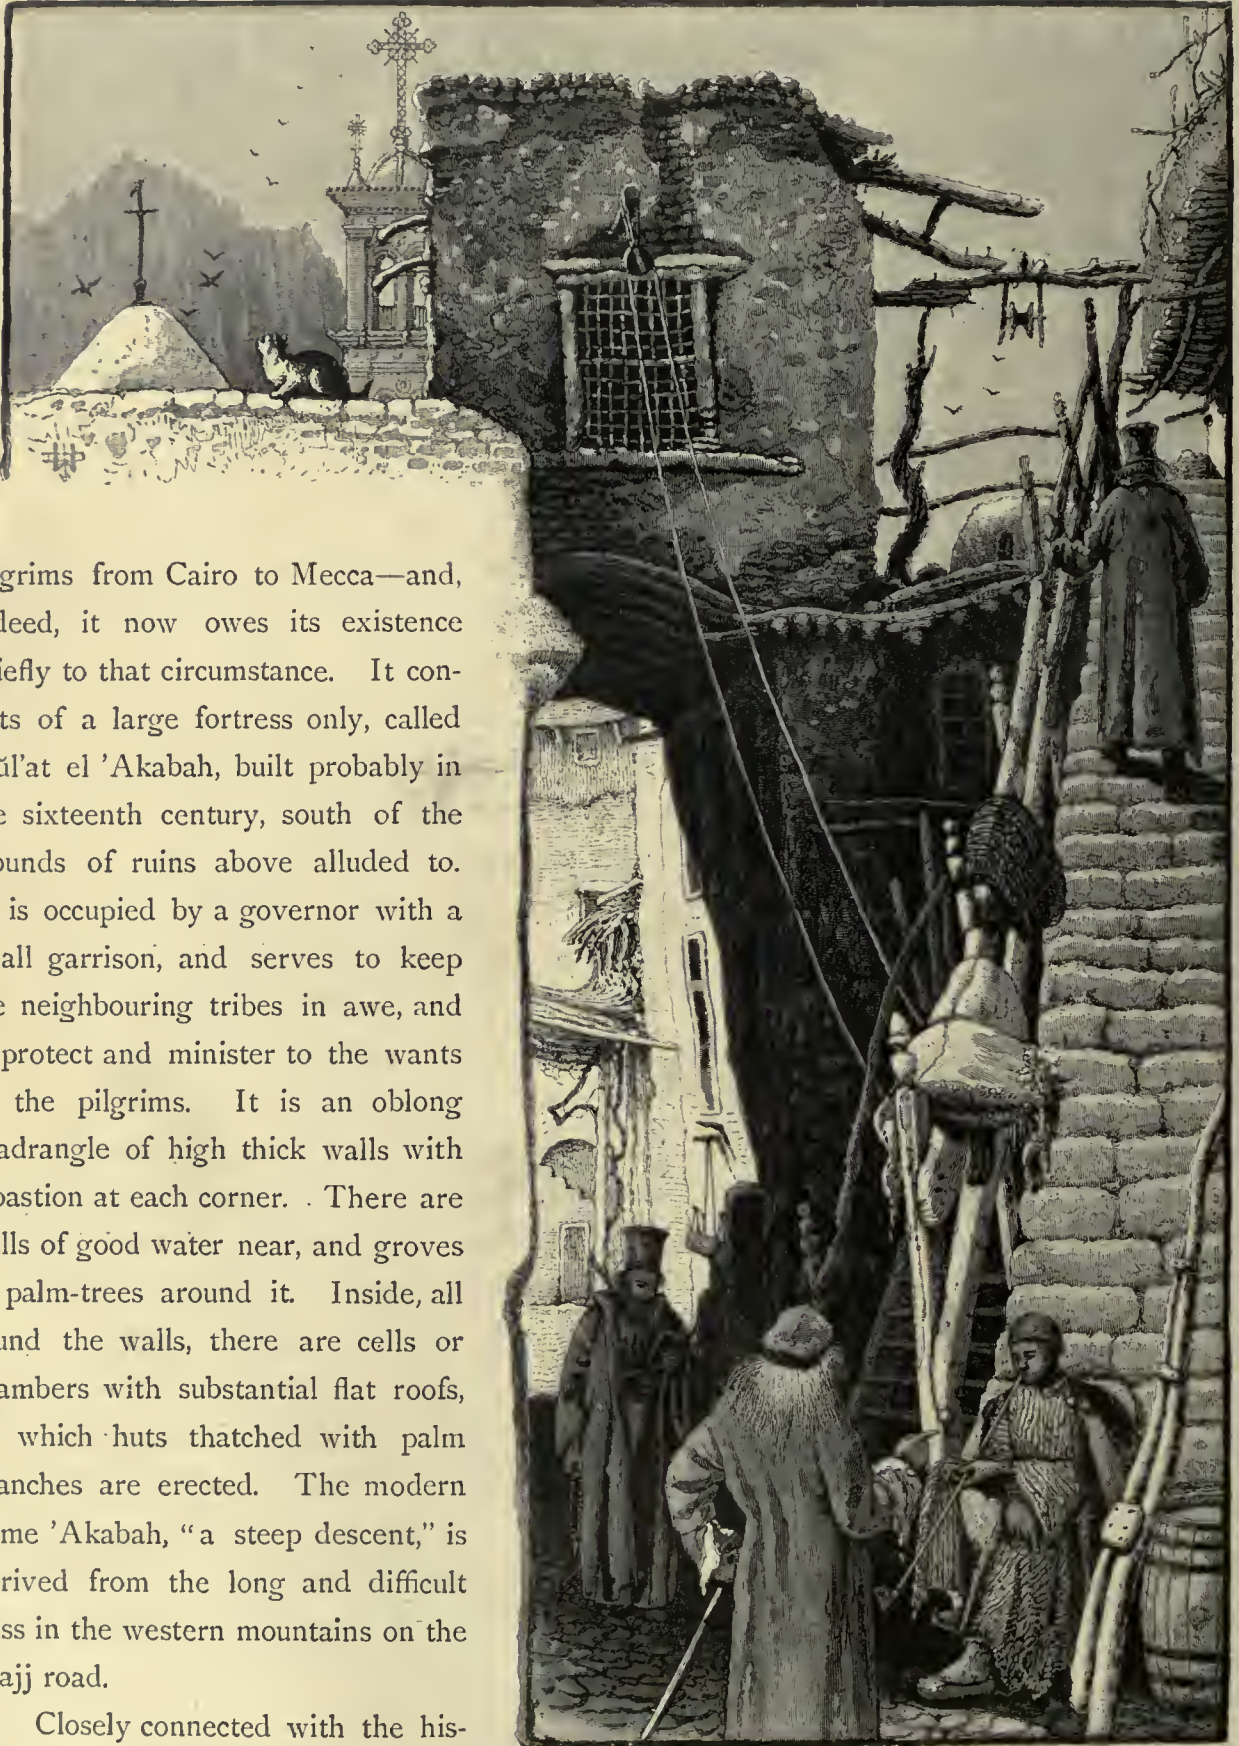 grims from Cairo to Mecca—and,
deed, it now owes its existence
iefly to that circumstance. It con-
ts of a large fortress only, called
ŭl’at el ’Akabah, built probably in
e sixteenth century, south of the
ounds of ruins above alluded to.
is occupied by a governor with a
all garrison, and serves to keep
e neighbouring tribes in awe, and
protect and minister to the wants
the pilgrims. It is an oblong
adrangle of high thick walls with
bastion at each corner. There are
lls of good water near, and groves
palm-trees around it. Inside, all
und the walls, there are cells or
ambers with substantial flat roofs,
which huts thatched with palm
anches are erected. The modern
me ’Akabah, “a steep descent,” is
rived from the long and difficult
ss in the western mountains on the
ajj road.
Closely connected with the his-